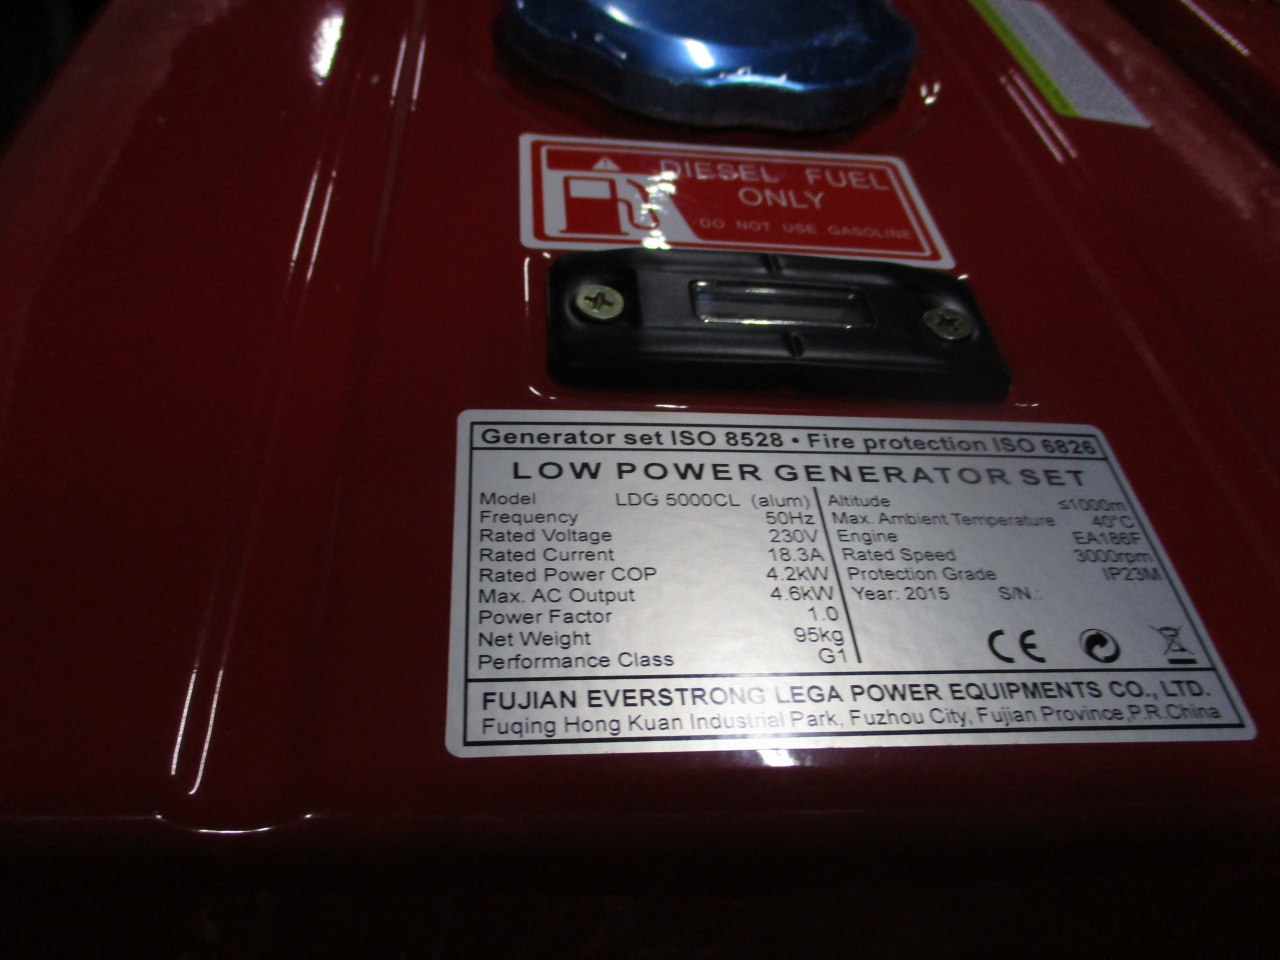 DIESEL FUEL
ONLY
DO NOT USE GASOLINE
Generator set ISO 8528 • Fire protection ISO 6826
LOW POWER GENERATOR SET
Model LDG 5000CL (alum)
Frequency 50Hz
Rated Voltage 230V
Rated Current 18.3A
Rated Power COP 4.2kW
Max. AC Output 4.6kW
Power Factor 1.0
Net Weight 95kg
Performance Class G1
Altitude ≤1000m
Max. Ambient Temperature 40°C
Engine EA186F
Rated Speed 3000rpm
Protection Grade IP23M
Year: 2015 S/N.:
CE
FUJIAN EVERSTRONG LEGA POWER EQUIPMENTS CO., LTD.
Fuqing Hong Kuan Industrial Park, Fuzhou City, Fujian Province,P.R.China